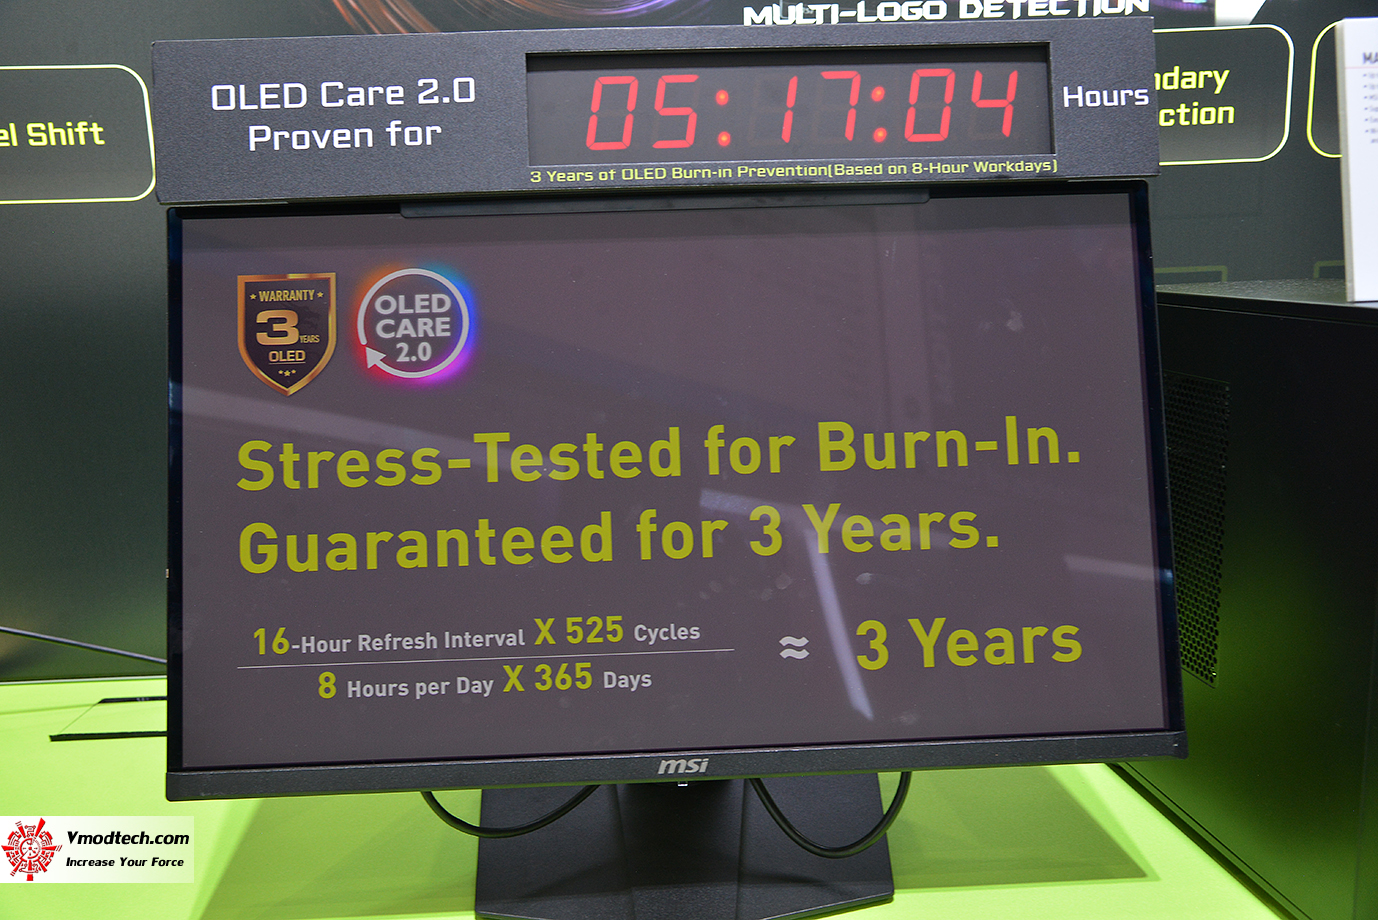 MULTI-LOGO DETECTION
OLED Care 2.0
Proven for
05:17:04
Hours
3 Years of OLED Burn-in Prevention(Based on 8-Hour Workdays)
el Shift
ndary
ction
WARRANTY
3 YEARS
OLED
OLED
CARE
2.0
Stress-Tested for Burn-In.
Guaranteed for 3 Years.
16-Hour Refresh Interval X 525 Cycles
8 Hours per Day X 365 Days
≈ 3 Years
msi
Vmodtech.com
Increase Your Force